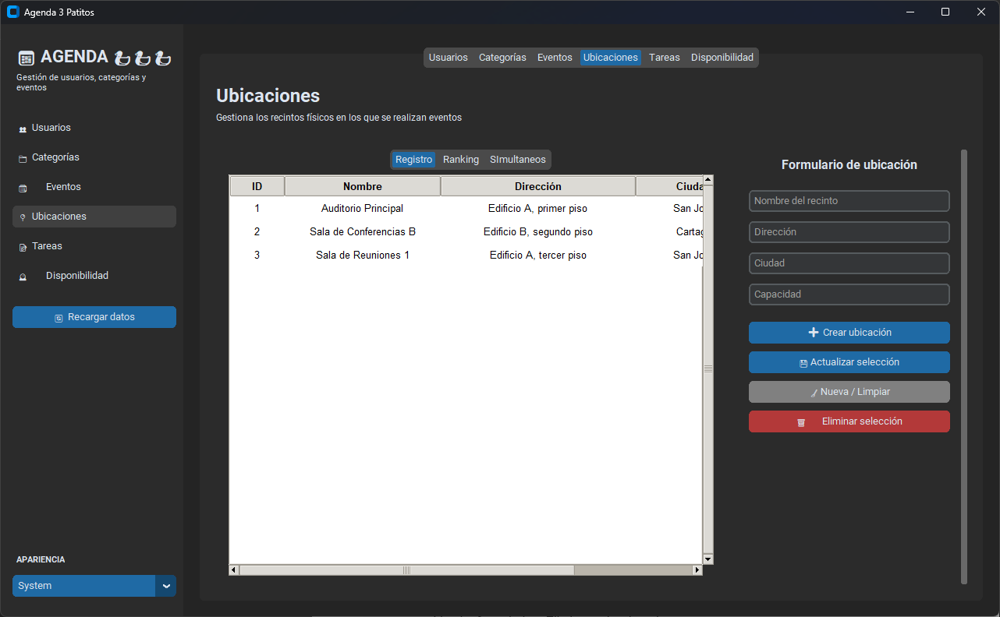 Agenda 3 Patitos
AGENDA
Gestión de usuarios, categorías y
eventos
Usuarios
Categorías
Eventos
Ubicaciones
Tareas
Disponibilidad
Recargar datos
APARIENCIA
System
Usuarios Categorías Eventos Ubicaciones Tareas Disponibilidad
Ubicaciones
Gestiona los recintos físicos en los que se realizan eventos
Registro Ranking SImultaneos
ID Nombre Dirección Ciuda
1 Auditorio Principal Edificio A, primer piso San Jo
2 Sala de Conferencias B Edificio B, segundo piso Cartag
3 Sala de Reuniones 1 Edificio A, tercer piso San Jo
Formulario de ubicación
Nombre del recinto
Dirección
Ciudad
Capacidad
Crear ubicación
Actualizar selección
Nueva / Limpiar
Eliminar selección